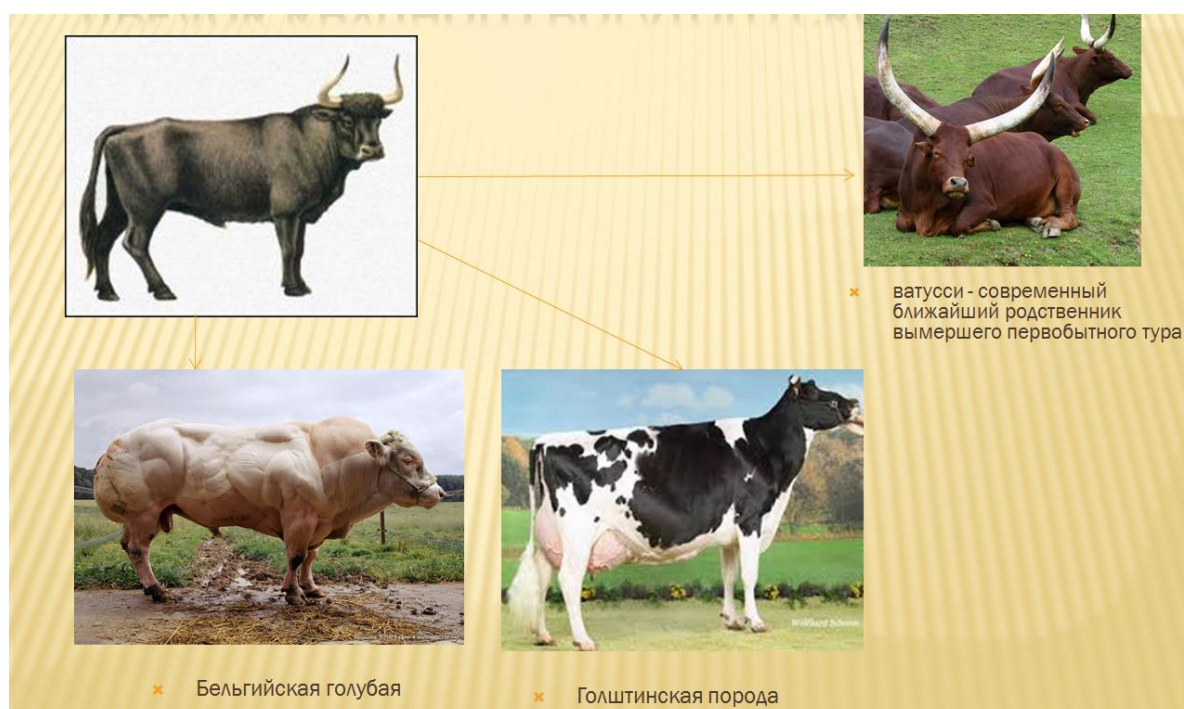 ватусси - современный
ближайший родственник
вымершего первобытного тура
Бельгийская голубая
Голштинская порода